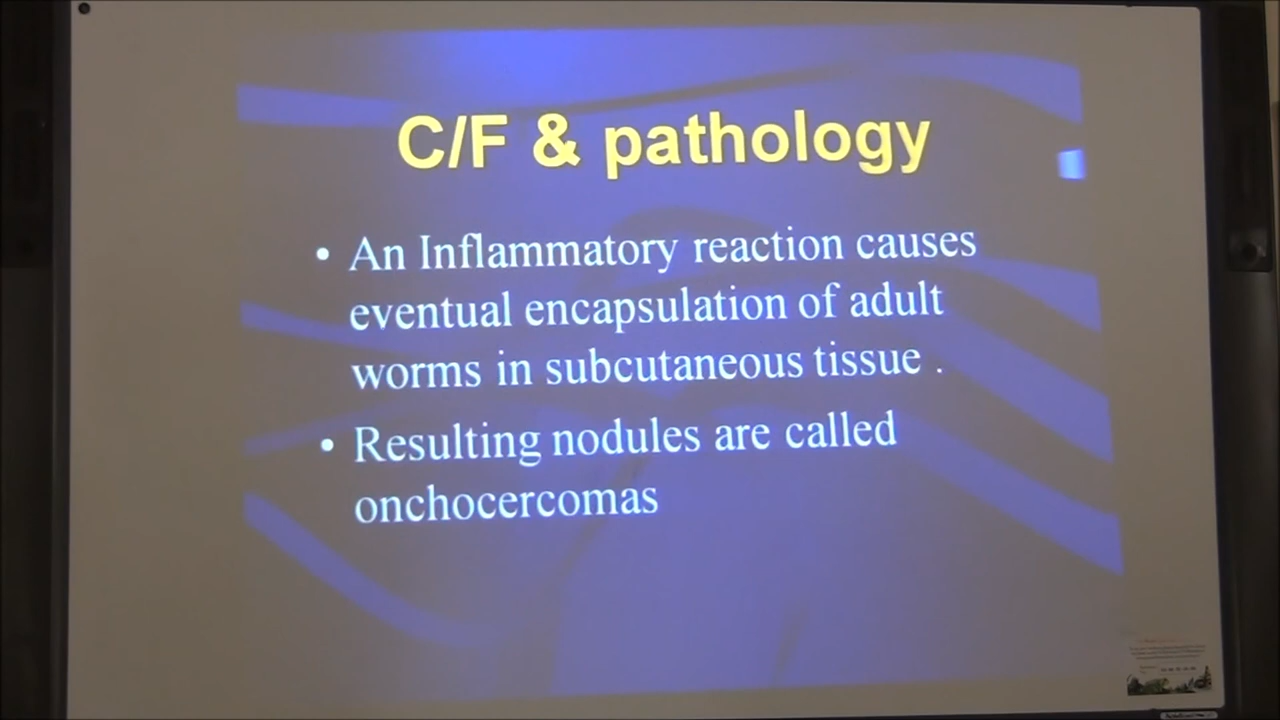 C/F & pathology
• An Inflammatory reaction causes
eventual encapsulation of adult
worms in subcutaneous tissue .
• Resulting nodules are called
onchocercomas